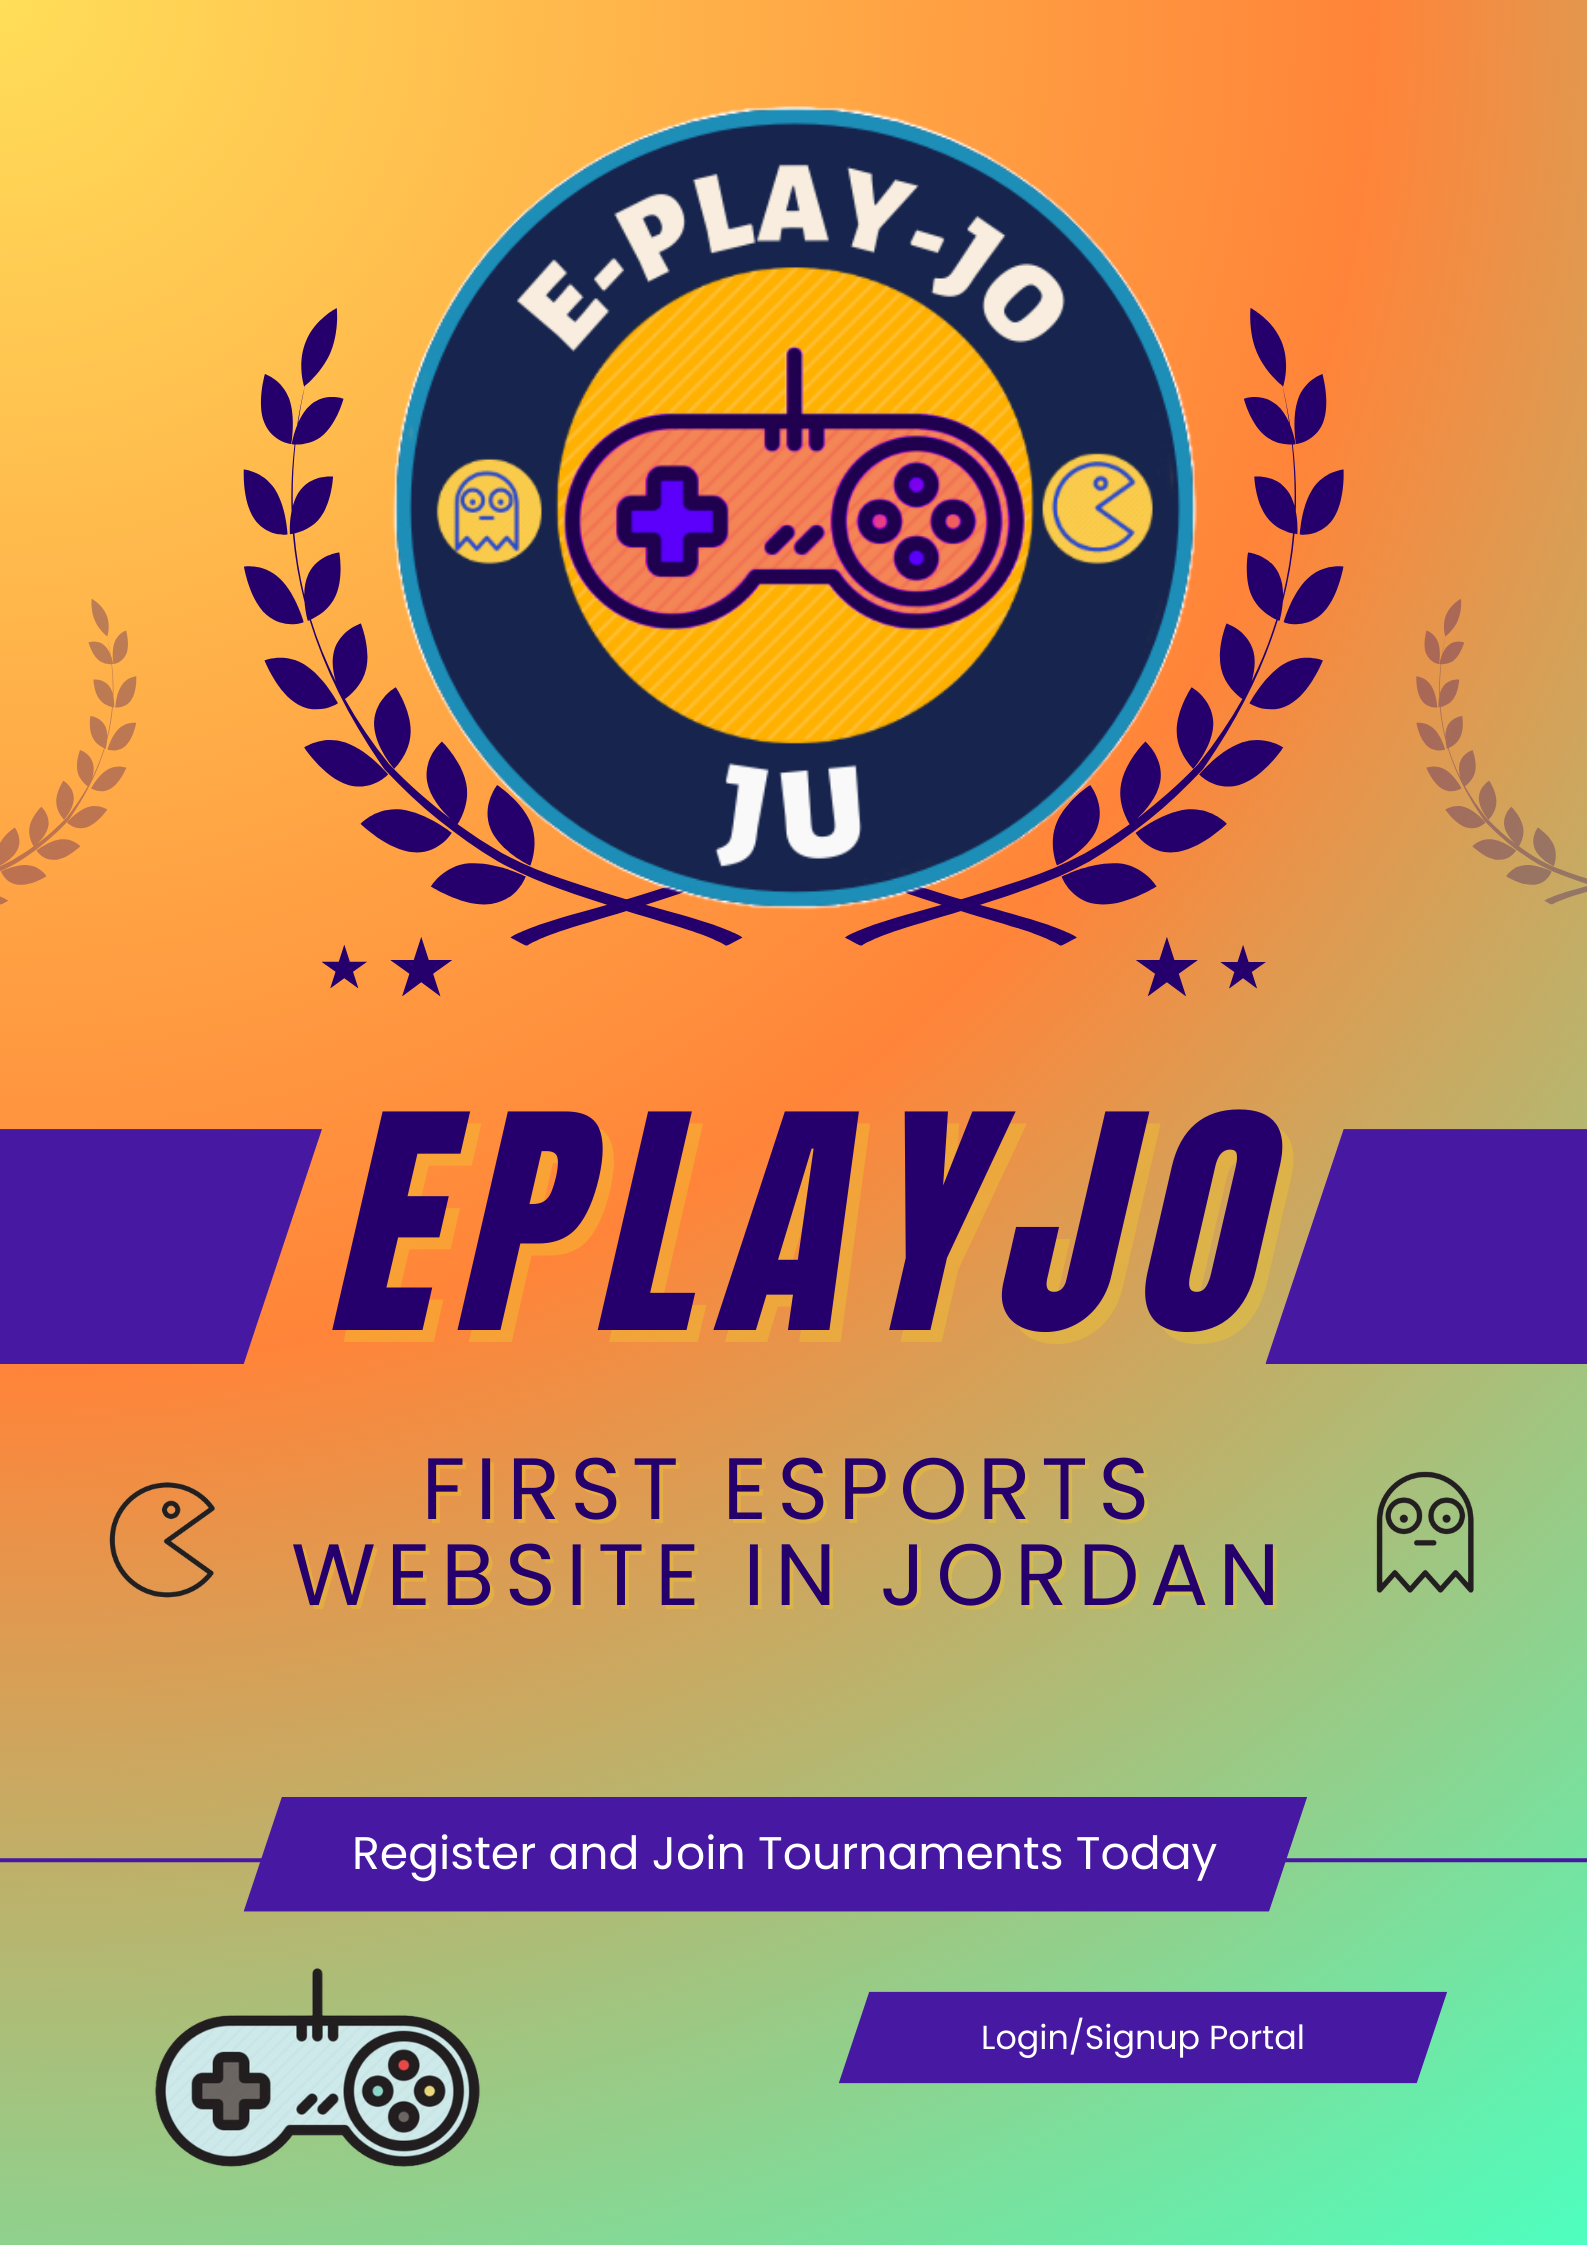 E-PLAY-JO
JU
EPLAYJO
FIRST ESPORTS
WEBSITE IN JORDAN
Register and Join Tournaments Today
Login/Signup Portal